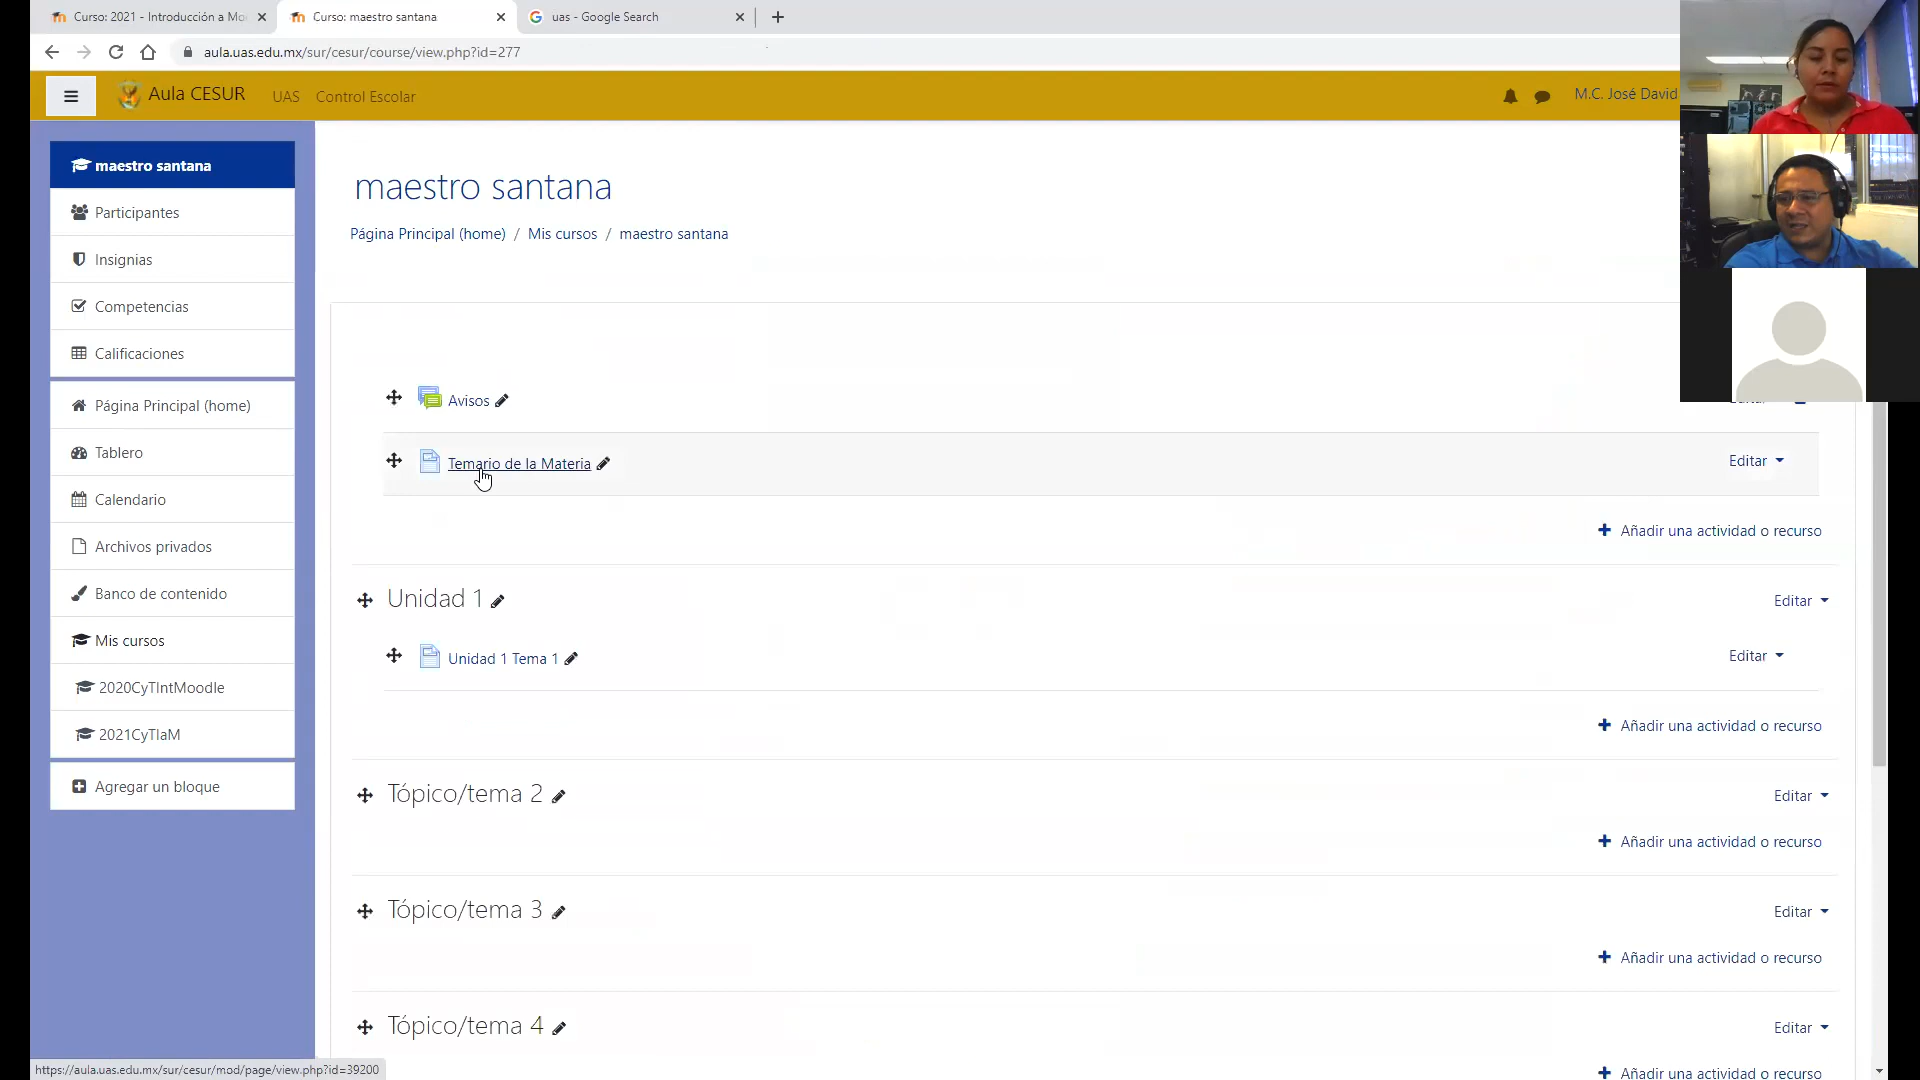 Curso: 2021 - Introducción a Mo
Curso: maestro santana
uas - Google Search
aula.uas.edu.mx/sur/cesur/course/view.php?id=277
Aula CESUR
UAS
Control Escolar
M.C. José David
maestro santana
Participantes
Insignias
Competencias
Calificaciones
Página Principal (home)
Tablero
Calendario
Archivos privados
Banco de contenido
Mis cursos
2020CyTIntMoodle
2021CyTIaM
Agregar un bloque
maestro santana
Página Principal (home) / Mis cursos / maestro santana
Avisos
Temario de la Materia
Editar
Añadir una actividad o recurso
Unidad 1
Editar
Unidad 1 Tema 1
Editar
Añadir una actividad o recurso
Tópico/tema 2
Editar
Añadir una actividad o recurso
Tópico/tema 3
Editar
Añadir una actividad o recurso
Tópico/tema 4
Editar
Añadir una actividad o recurso
https://aula.uas.edu.mx/sur/cesur/mod/page/view.php?id=39200